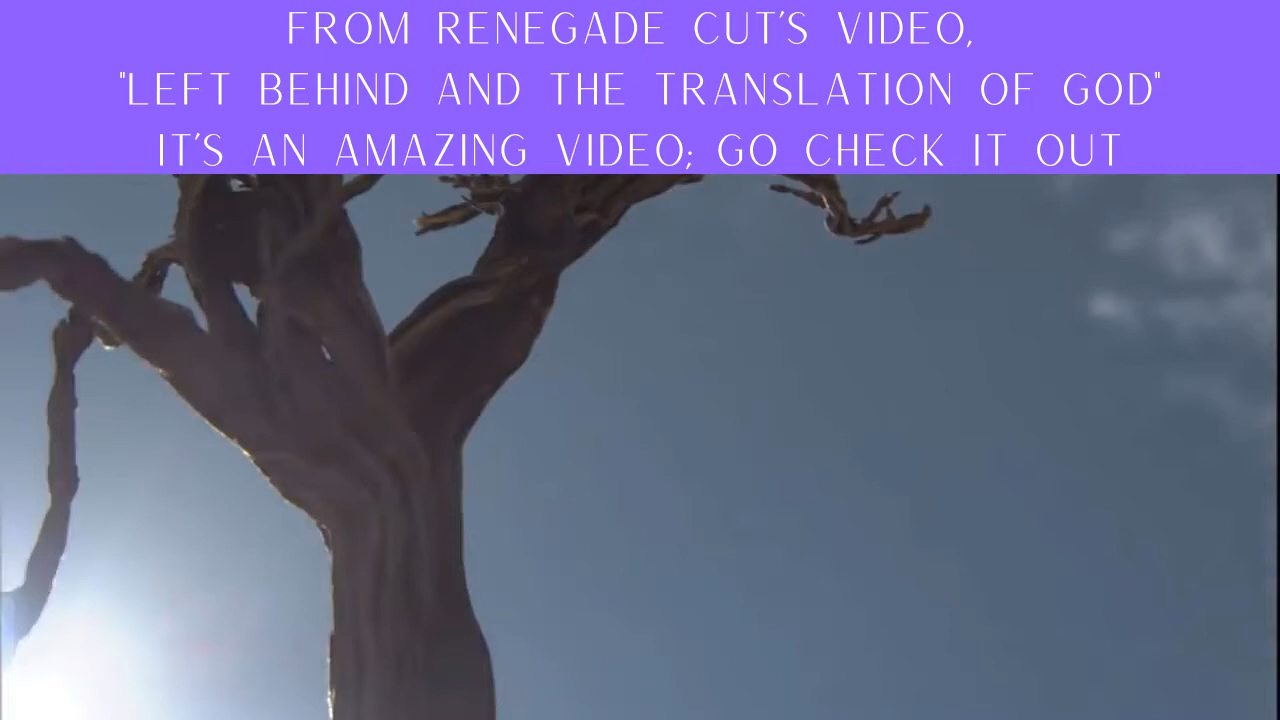 FROM RENEGADE CUT'S VIDEO,
"LEFT BEHIND AND THE TRANSLATION OF GOD"
IT'S AN AMAZING VIDEO; GO CHECK IT OUT